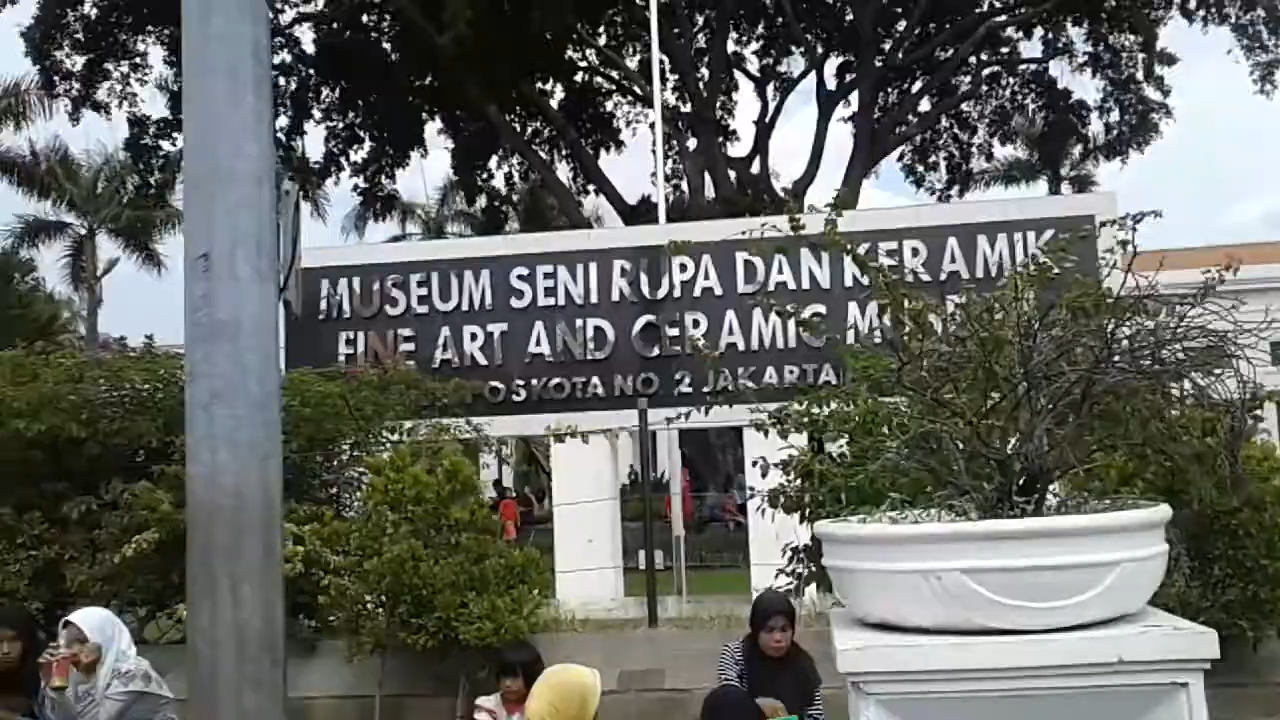 MUSEUM SENI RUPA DAN KERAMIK
FINE ART AND CERAMIC
POSKOTA NO 2 JAKARTA